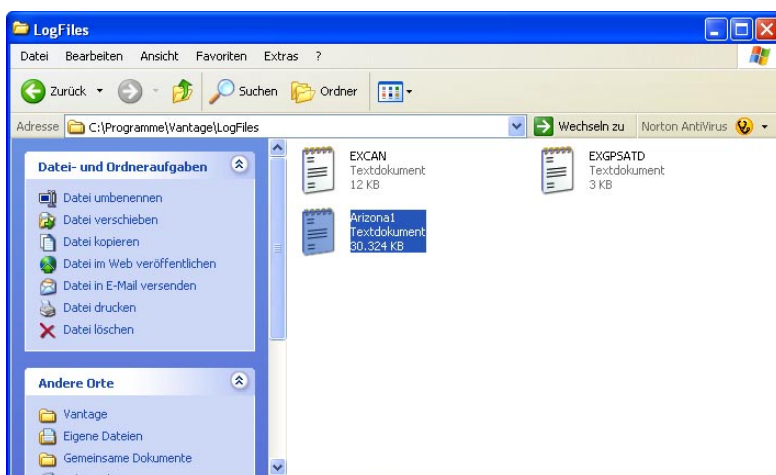 LogFiles
Datei Bearbeiten Ansicht Favoriten Extras ?
Zurück Suchen Ordner
Adresse C:\Programme\Vantage\LogFiles Wechseln zu Norton AntiVirus
Datei- und Ordneraufgaben
Datei umbenennen
Datei verschieben
Datei kopieren
Datei im Web veröffentlichen
Datei in E-Mail versenden
Datei drucken
Datei löschen
Andere Orte
Vantage
Eigene Dateien
Gemeinsame Dokumente
EXCAN
Textdokument
12 KB
EXGPSATD
Textdokument
3 KB
Arizona1
Textdokument
30.324 KB